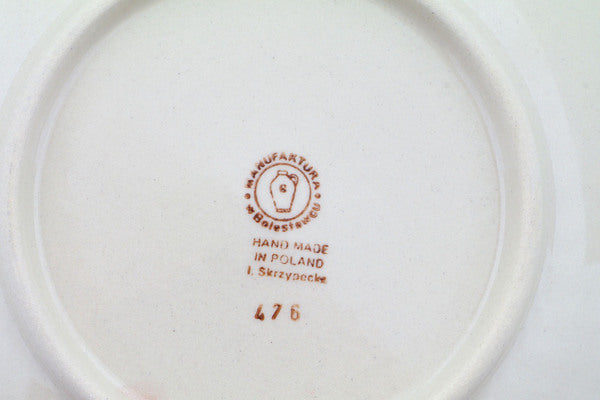 MANUFAKTURA
w Bolesławcu
G
HAND MADE
IN POLAND
I. Skrzypecka
476